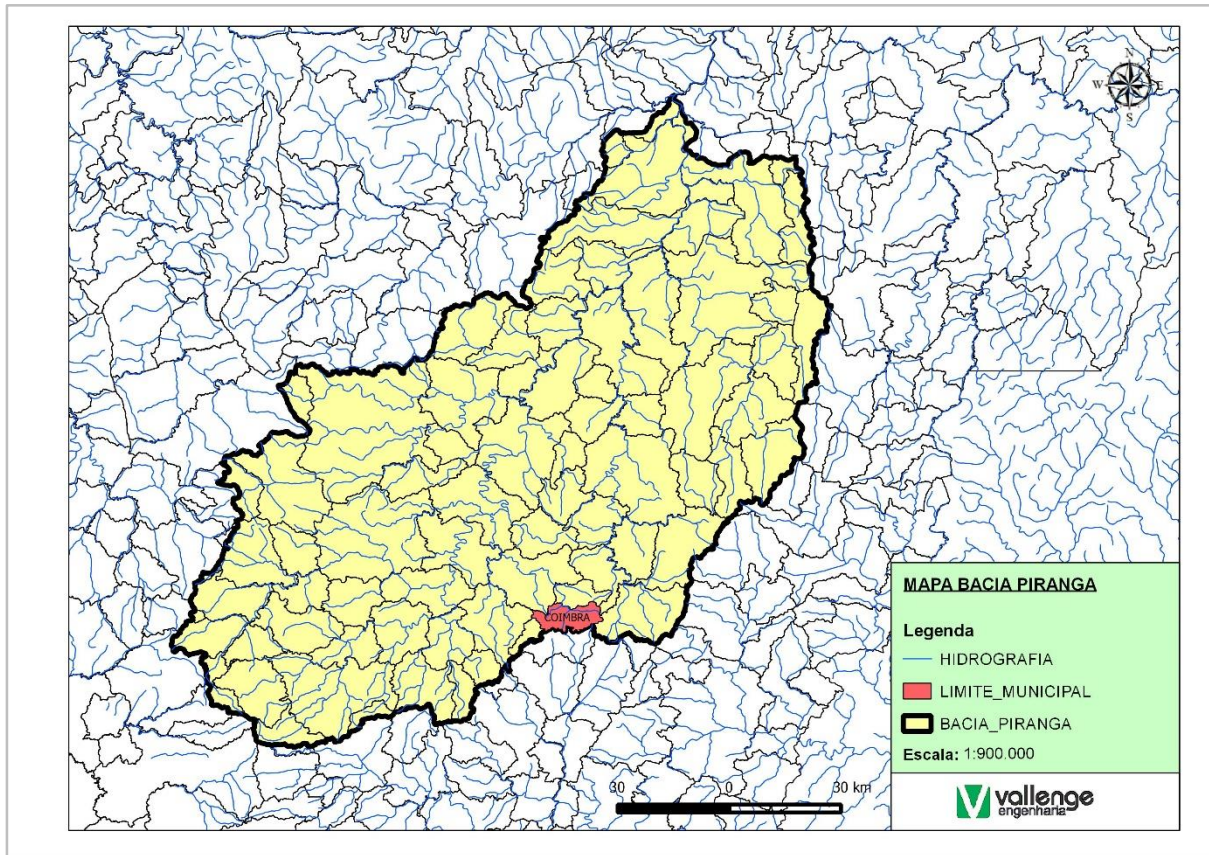 N
W E
S
COIMBRA
MAPA BACIA PIRANGA
Legenda
HIDROGRAFIA
LIMITE_MUNICIPAL
BACIA_PIRANGA
Escala: 1:900.000
30 0 30 km
vallenge
engenharia